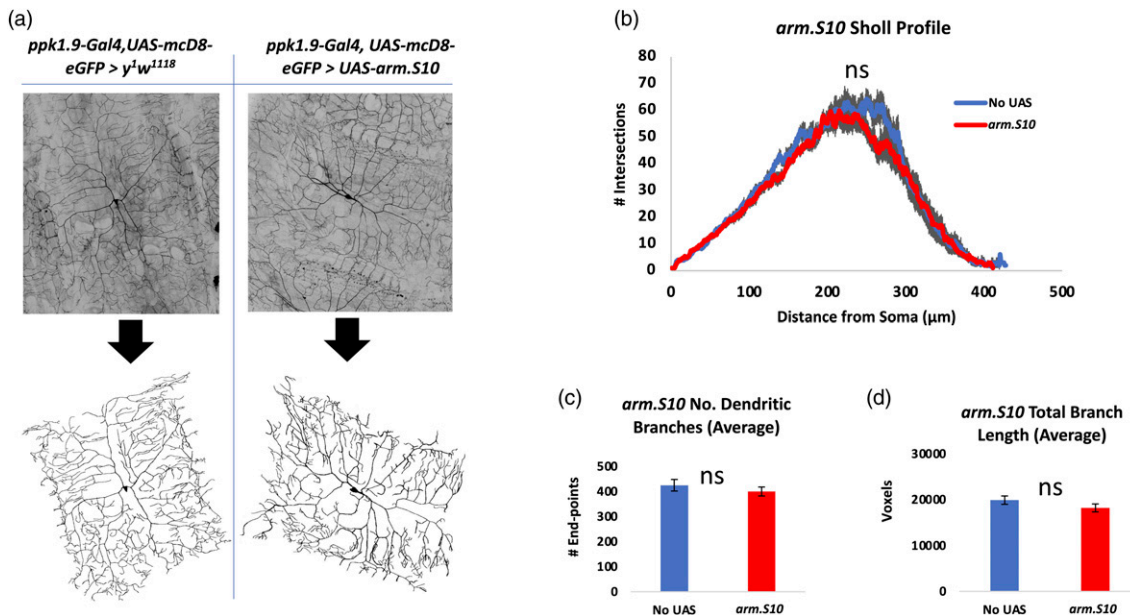 (a)
ppk1.9-Gal4,UAS-mcD8-
eGFP > y¹w¹¹¹⁸
ppk1.9-Gal4, UAS-mcD8-
eGFP > UAS-arm.S10
(b)
arm.S10 Sholl Profile
ns
No UAS
arm.S10
# Intersections
80
70
60
50
40
30
20
10
0
0 100 200 300 400 500
Distance from Soma (µm)
(c)
arm.S10 No. Dendritic
Branches (Average)
ns
# End-points
500
400
300
200
100
0
No UAS arm.S10
(d)
arm.S10 Total Branch
Length (Average)
ns
Voxels
30000
20000
10000
0
No UAS arm.S10